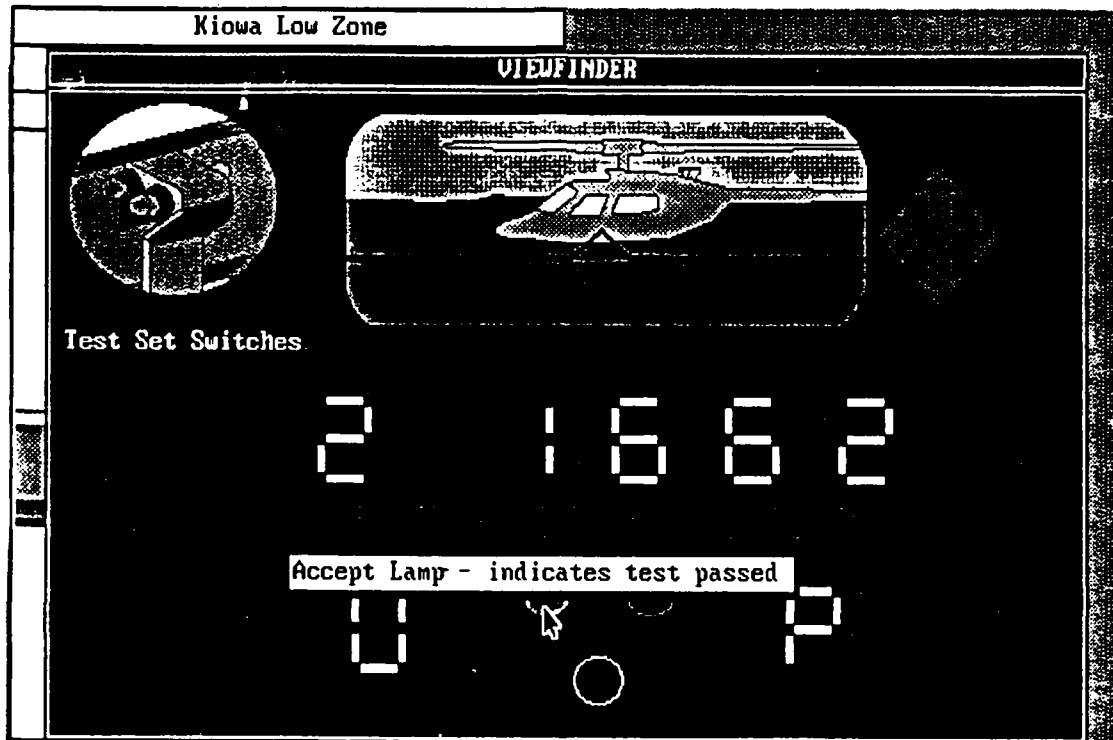 Kiowa Low Zone
VIEWFINDER
Test Set Switches
2 1662
Accept Lamp - indicates test passed
U P